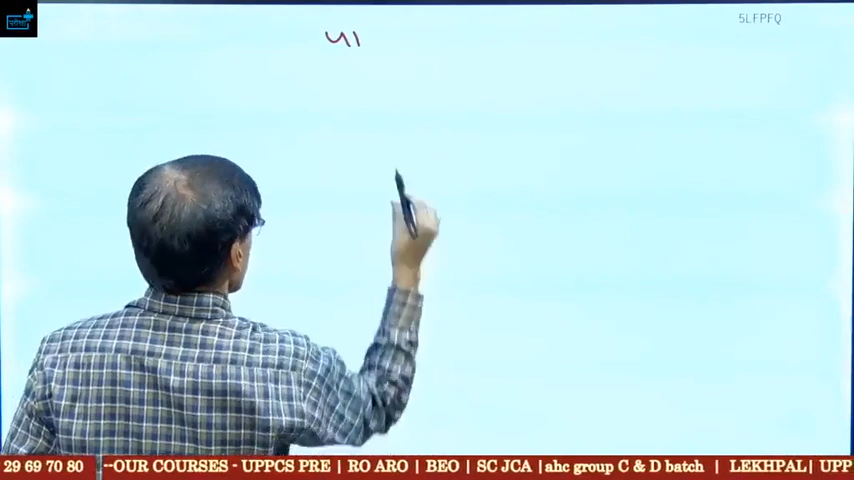 5LFPFQ
पा
29 69 70 80 --OUR COURSES - UPPCS PRE | RO ARO | BEO | SC JCA | ahc group C & D batch | LEKHPAL | UPP